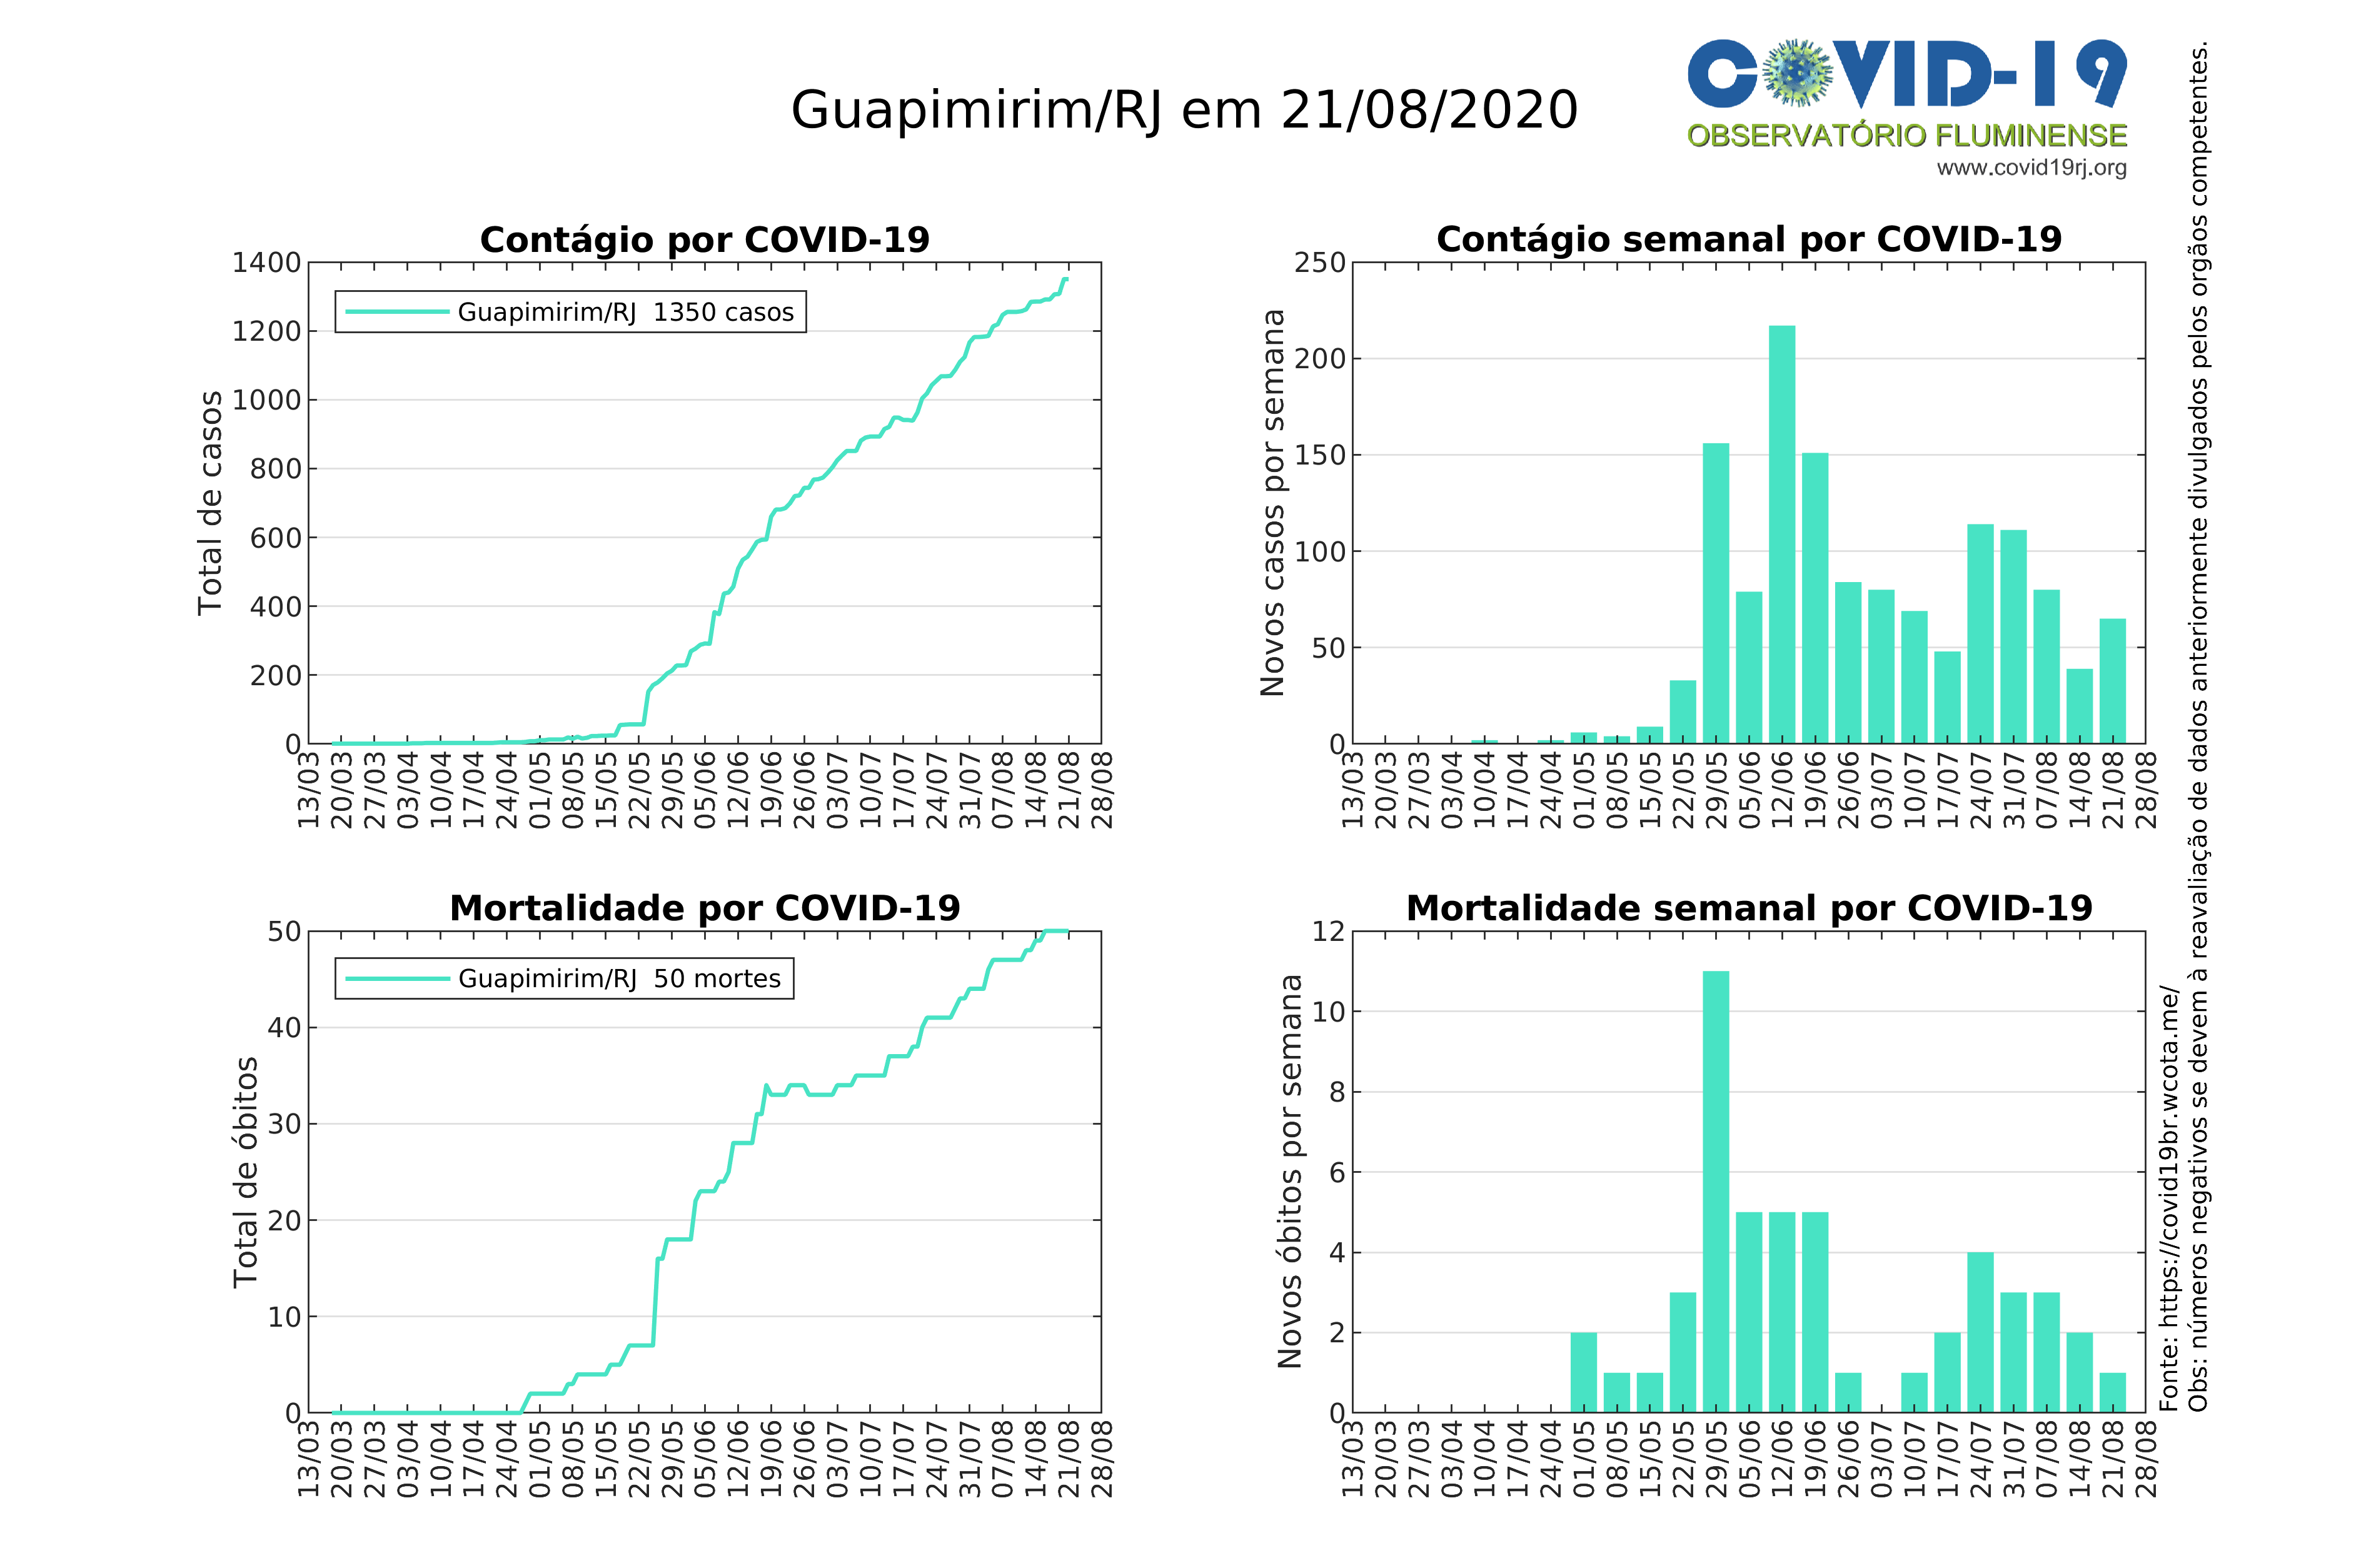 Guapimirim/RJ em 21/08/2020
COVID-19
OBSERVATÓRIO FLUMINENSE
www.covid19rj.org
Contágio por COVID-19
Total de casos
1400
1200
1000
800
600
400
200
0
Guapimirim/RJ 1350 casos
13/03 20/03 27/03 03/04 10/04 17/04 24/04 01/05 08/05 15/05 22/05 29/05 05/06 12/06 19/06 26/06 03/07 10/07 17/07 24/07 31/07 07/08 14/08 21/08 28/08
Contágio semanal por COVID-19
Novos casos por semana
250
200
150
100
50
0
13/03 20/03 27/03 03/04 10/04 17/04 24/04 01/05 08/05 15/05 22/05 29/05 05/06 12/06 19/06 26/06 03/07 10/07 17/07 24/07 31/07 07/08 14/08 21/08 28/08
Mortalidade por COVID-19
Total de óbitos
50
40
30
20
10
0
Guapimirim/RJ 50 mortes
13/03 20/03 27/03 03/04 10/04 17/04 24/04 01/05 08/05 15/05 22/05 29/05 05/06 12/06 19/06 26/06 03/07 10/07 17/07 24/07 31/07 07/08 14/08 21/08 28/08
Mortalidade semanal por COVID-19
Novos óbitos por semana
12
10
8
6
4
2
0
13/03 20/03 27/03 03/04 10/04 17/04 24/04 01/05 08/05 15/05 22/05 29/05 05/06 12/06 19/06 26/06 03/07 10/07 17/07 24/07 31/07 07/08 14/08 21/08 28/08
Fonte: https://covid19br.wcota.me/
Obs: números negativos se devem à reavaliação de dados anteriormente divulgados pelos orgãos competentes.